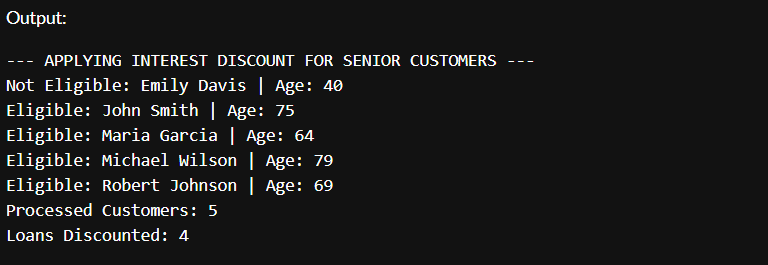 Output:
--- APPLYING INTEREST DISCOUNT FOR SENIOR CUSTOMERS ---
Not Eligible: Emily Davis | Age: 40
Eligible: John Smith | Age: 75
Eligible: Maria Garcia | Age: 64
Eligible: Michael Wilson | Age: 79
Eligible: Robert Johnson | Age: 69
Processed Customers: 5
Loans Discounted: 4